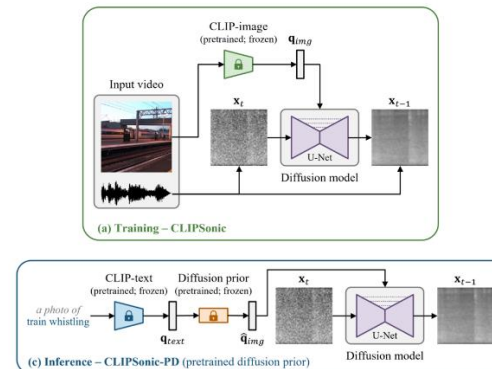 CLIP-image
(pretrained; frozen)
q_img
Input video
x_t
x_{t-1}
U-Net
Diffusion model
(a) Training – CLIPSonic
CLIP-text
(pretrained; frozen)
Diffusion prior
(pretrained; frozen)
x_t
x_{t-1}
a photo of
train whistling
q_text
q̂_img
U-Net
Diffusion model
(c) Inference – CLIPSonic-PD (pretrained diffusion prior)